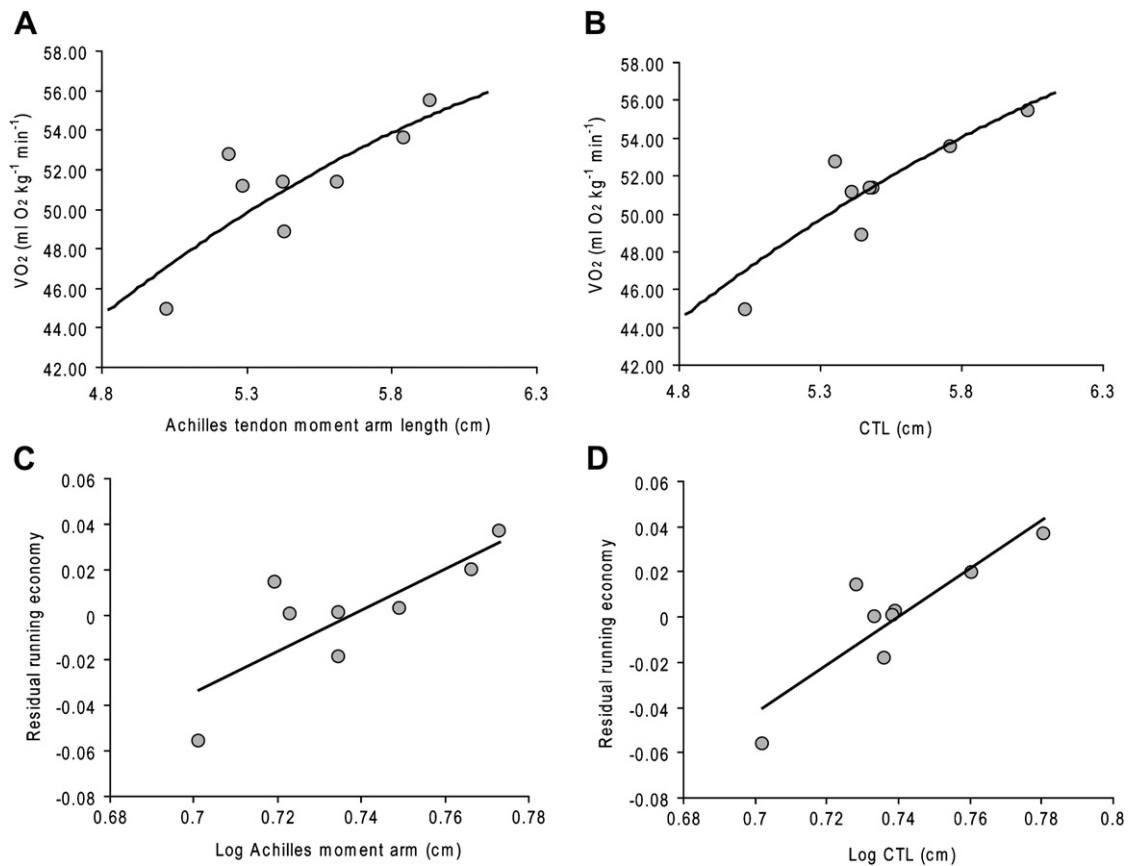 A
58.00
56.00
54.00
52.00
50.00
48.00
46.00
44.00
42.00
VO₂ (ml O₂ kg⁻¹ min⁻¹)
4.8 5.3 5.8 6.3
Achilles tendon moment arm length (cm)
B
58.00
56.00
54.00
52.00
50.00
48.00
46.00
44.00
42.00
VO₂ (ml O₂ kg⁻¹ min⁻¹)
4.8 5.3 5.8 6.3
CTL (cm)
C
0.06
0.04
0.02
0
-0.02
-0.04
-0.06
-0.08
Residual running economy
0.68 0.7 0.72 0.74 0.76 0.78
Log Achilles moment arm (cm)
D
0.06
0.04
0.02
0
-0.02
-0.04
-0.06
-0.08
Residual running economy
0.68 0.7 0.72 0.74 0.76 0.78 0.8
Log CTL (cm)